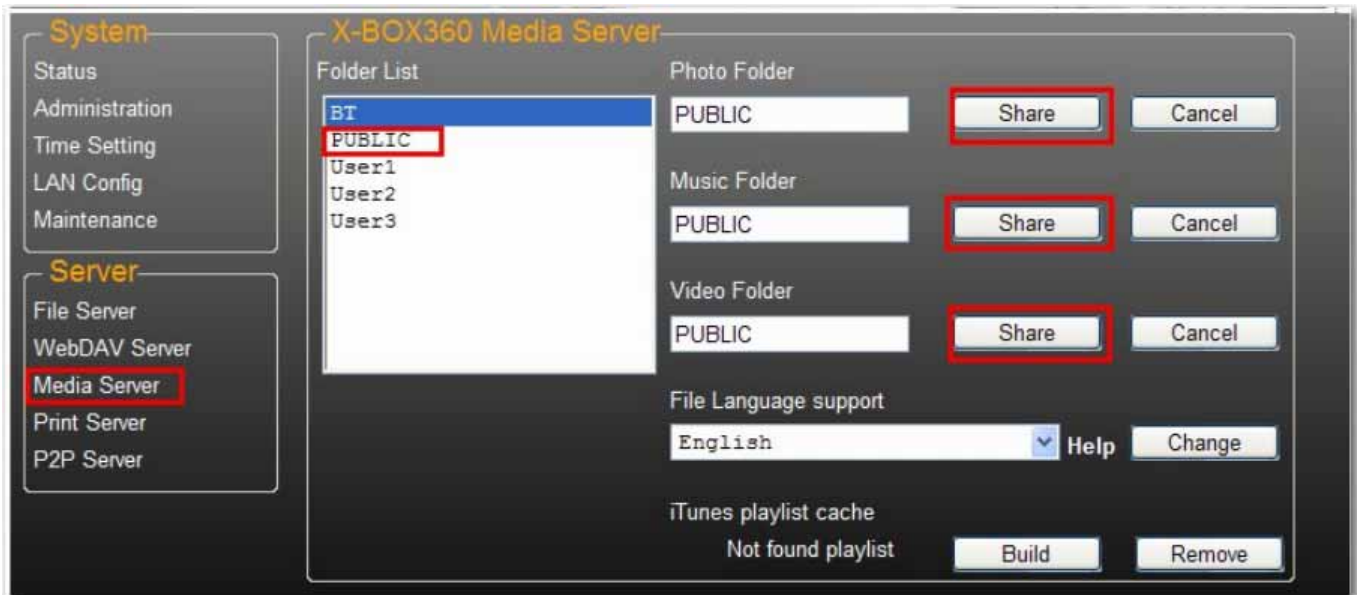 System
Status
Administration
Time Setting
LAN Config
Maintenance
Server
File Server
WebDAV Server
Media Server
Print Server
P2P Server
X-BOX360 Media Server
Folder List
BT
PUBLIC
User1
User2
User3
Photo Folder
PUBLIC Share Cancel
Music Folder
PUBLIC Share Cancel
Video Folder
PUBLIC Share Cancel
File Language support
English Help Change
iTunes playlist cache
Not found playlist Build Remove